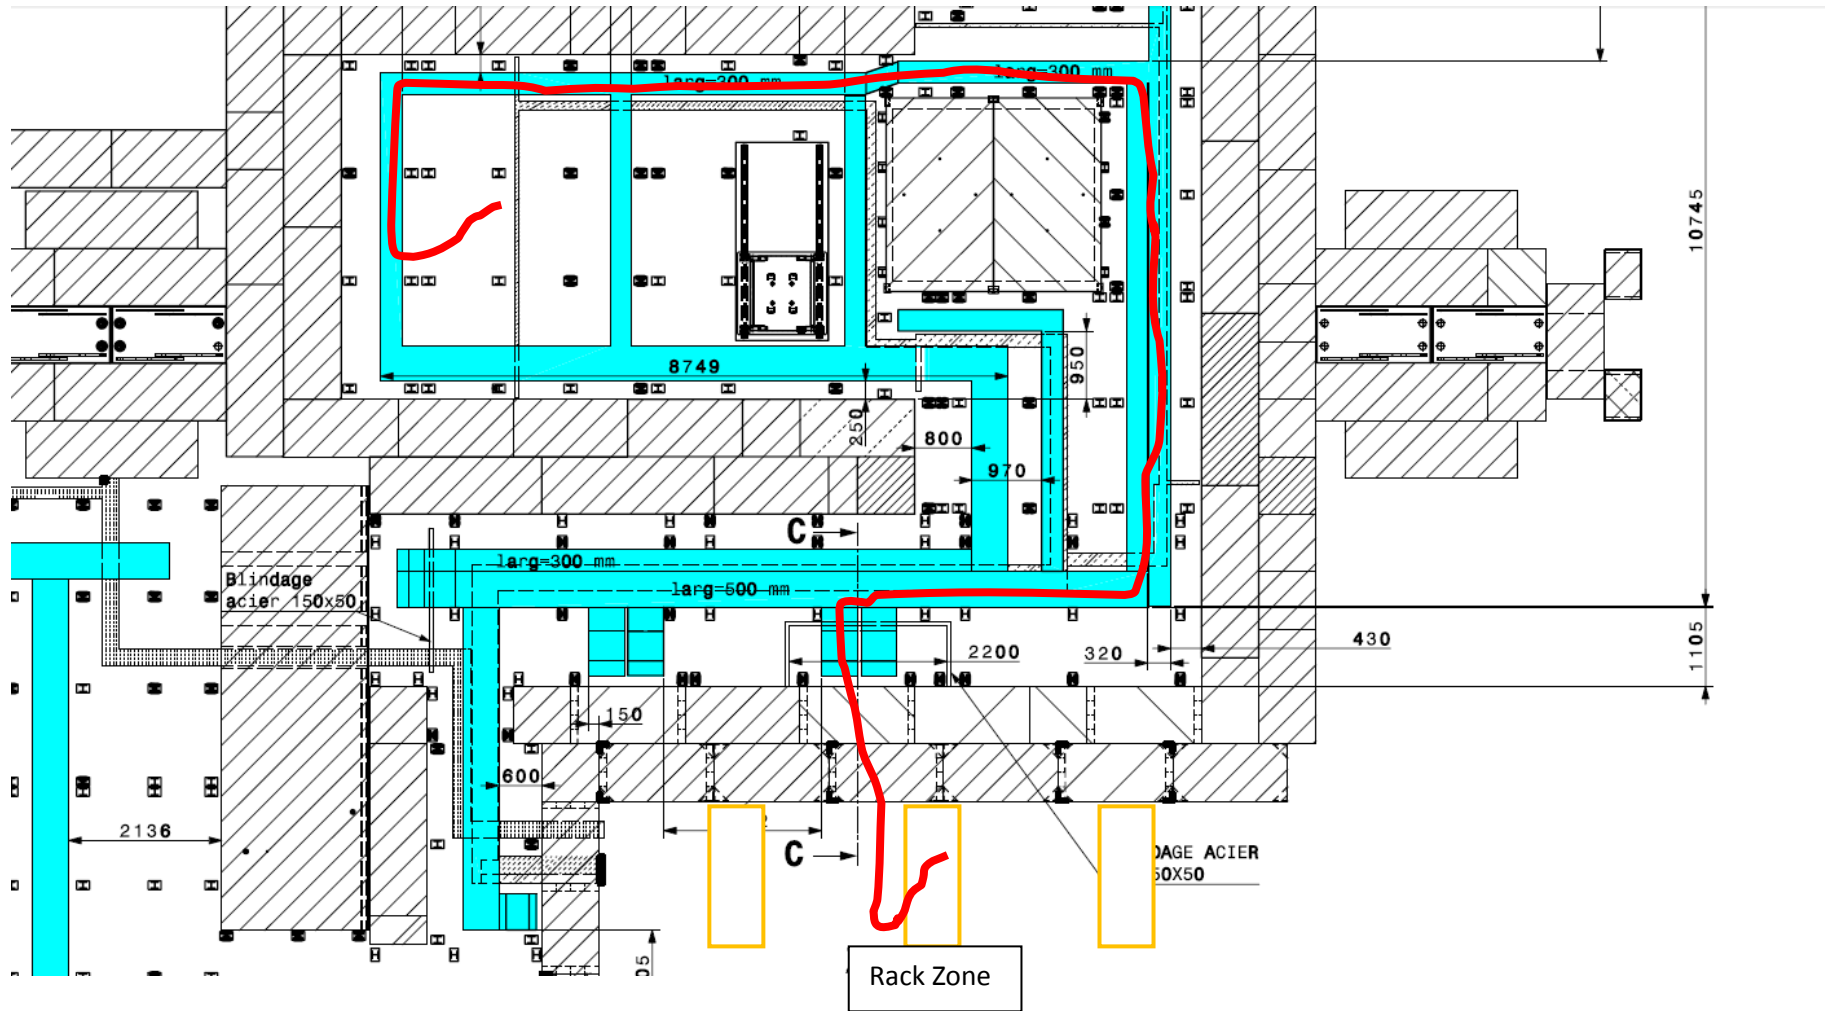 larg=300 mm
larg=300 mm
10745
8749
950
250
800
970
C
larg=300 mm
larg=500 mm
Blindage
acier 150x50
2200
320
430
1105
150
600
2136
C
DAGE ACIER
50X50
05
Rack Zone